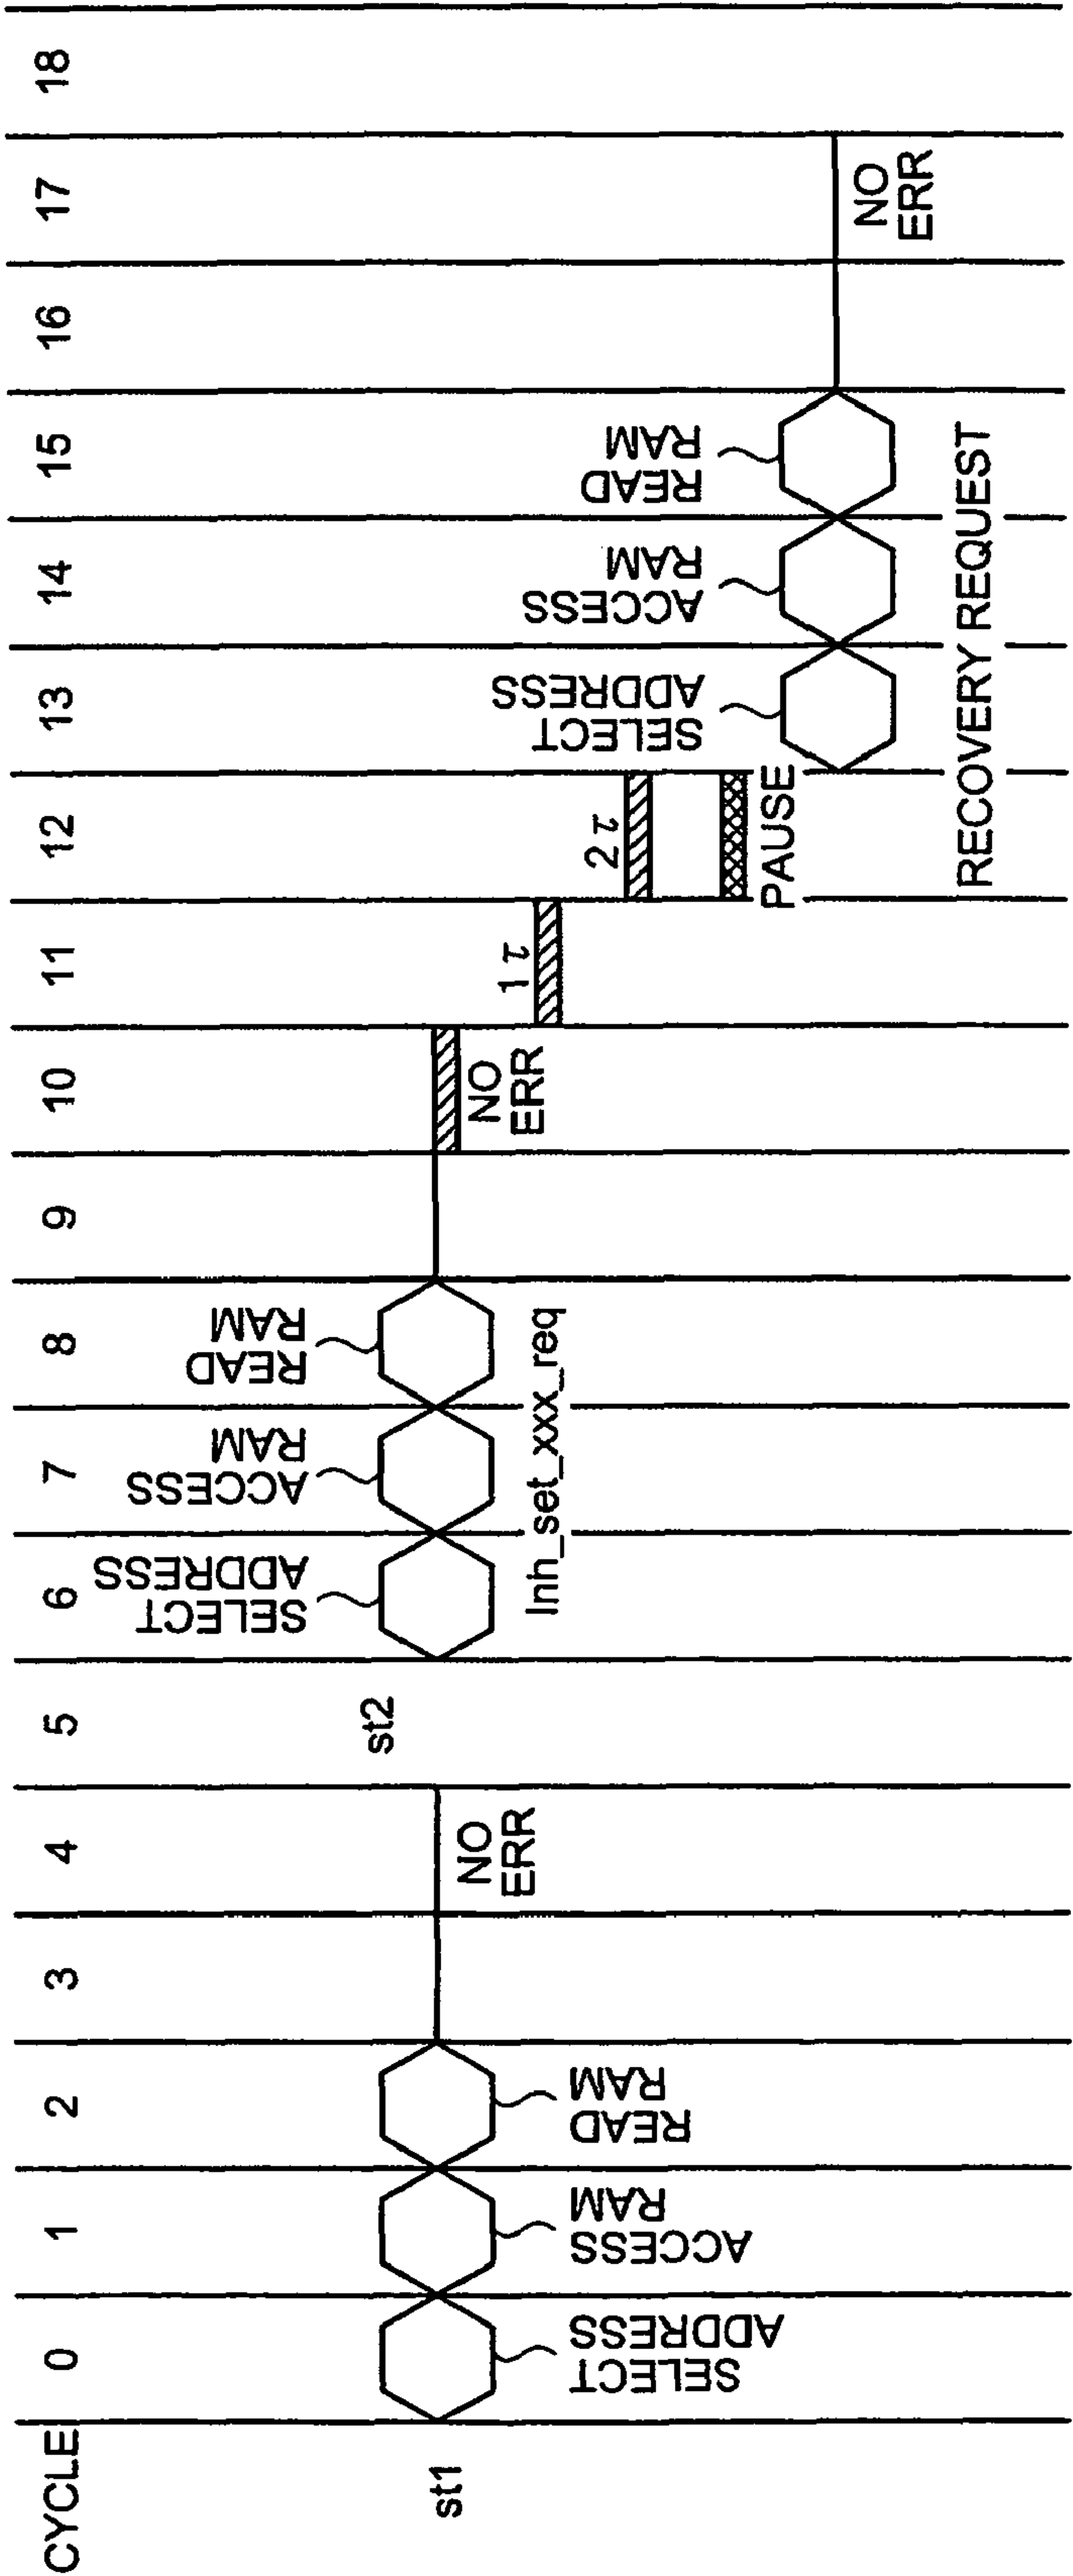 CYCLE 0 1 2 3 4 5 6 7 8 9 10 11 12 13 14 15 16 17 18
st1
SELECT
ADDRESS
ACCESS
RAM
READ
RAM
NO
ERR
st2
SELECT
ADDRESS
ACCESS
RAM
READ
RAM
Inh_set_xxx_req
NO
ERR
1τ
2τ
PAUSE
SELECT
ADDRESS
ACCESS
RAM
READ
RAM
RECOVERY REQUEST
NO
ERR